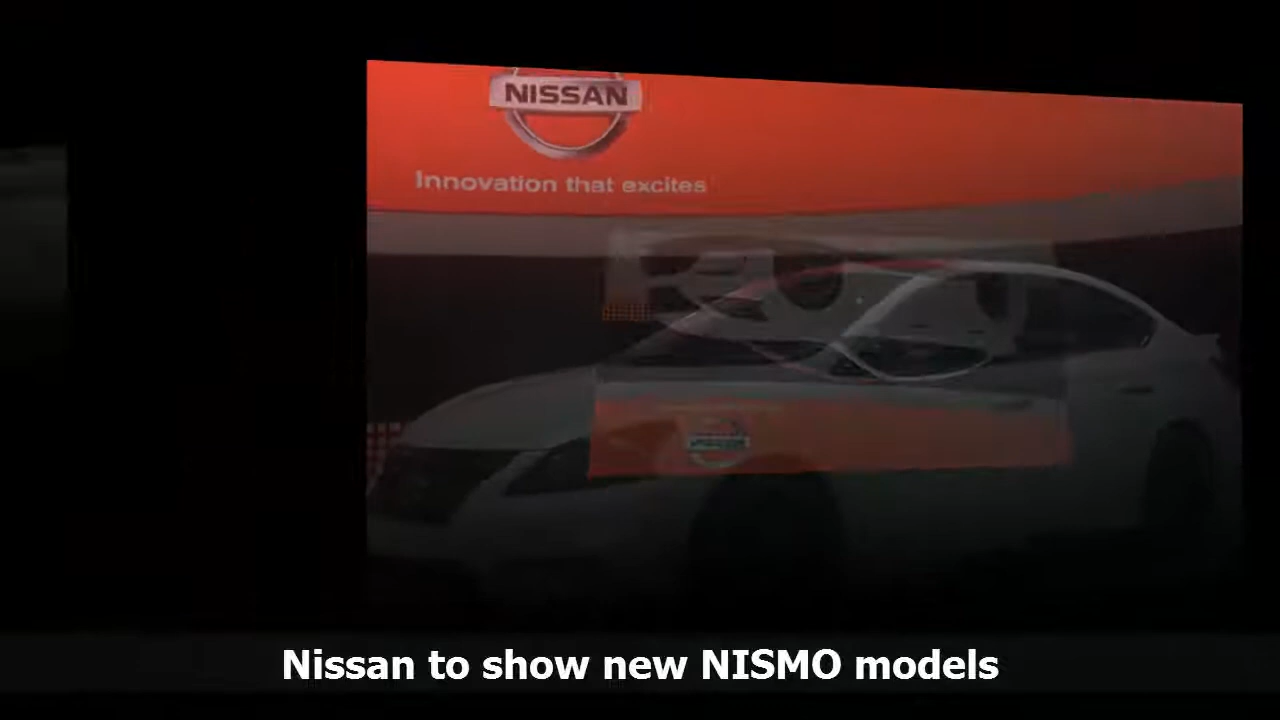 NISSAN
Innovation that excites
Nissan to show new NISMO models